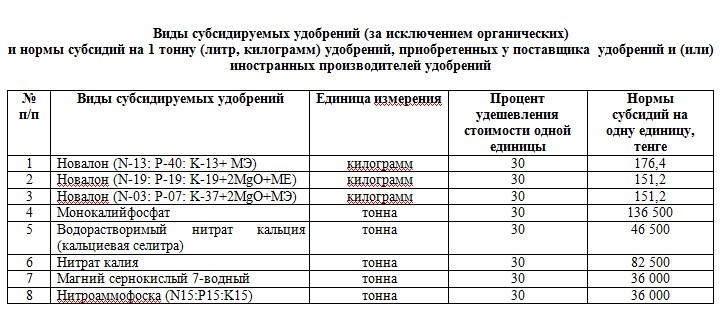 Виды субсидируемых удобрений (за исключением органических)
и нормы субсидий на 1 тонну (литр, килограмм) удобрений, приобретенных у поставщика удобрений и (или)
иностранных производителей удобрений
№ п/п Виды субсидируемых удобрений Единица измерения Процент удешевления стоимости одной единицы Нормы субсидий на одну единицу, тенге
1 Новалон (N-13: P-40: K-13+ МЭ) килограмм 30 176,4
2 Новалон (N-19: P-19: K-19+2MgO+ME) килограмм 30 151,2
3 Новалон (N-03: P-07: K-37+2MgO+МЭ) килограмм 30 151,2
4 Монокалийфосфат тонна 30 136 500
5 Водорастворимый нитрат кальция (кальциевая селитра) тонна 30 46 500
6 Нитрат калия тонна 30 82 500
7 Магний сернокислый 7-водный тонна 30 36 000
8 Нитроаммофоска (N15:P15:K15) тонна 30 36 000